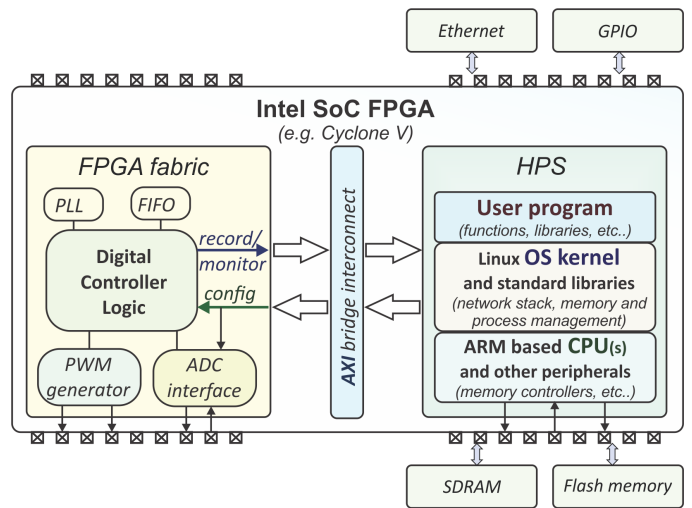 Ethernet
GPIO
Intel SoC FPGA
(e.g. Cyclone V)
FPGA fabric
PLL
FIFO
Digital
Controller
Logic
record/
monitor
config
PWM
generator
ADC
interface
AXI bridge interconnect
HPS
User program
(functions, libraries, etc..)
Linux OS kernel
and standard libraries
(network stack, memory and
process management)
ARM based CPU(s)
and other peripherals
(memory controllers, etc..)
SDRAM
Flash memory